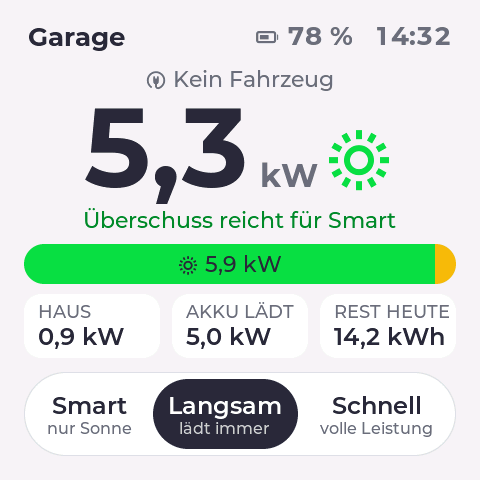 Garage 78 % 14:32
Kein Fahrzeug
5,3 kW
Überschuss reicht für Smart
5,9 kW
HAUS AKKU LÄDT REST HEUTE
0,9 kW 5,0 kW 14,2 kWh
Smart Langsam Schnell
nur Sonne lädt immer volle Leistung